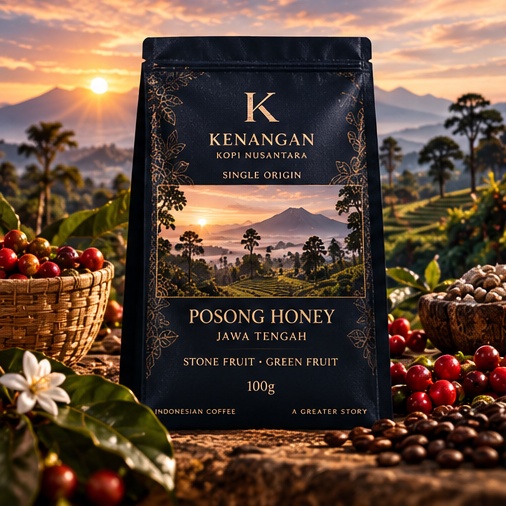 K
KENANGAN
KOPI NUSANTARA
SINGLE ORIGIN
POSONG HONEY
JAWA TENGAH
STONE FRUIT • GREEN FRUIT
100g
INDONESIAN COFFEE
A GREATER STORY